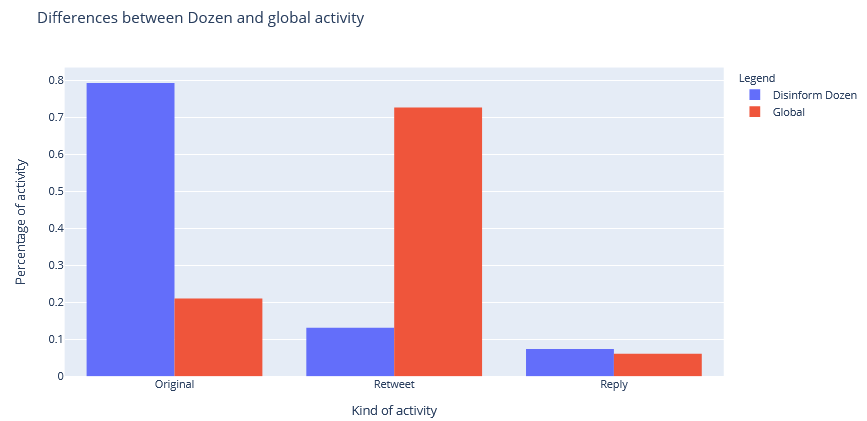 Differences between Dozen and global activity
Legend
Disinform Dozen
Global
Percentage of activity
0.8
0.7
0.6
0.5
0.4
0.3
0.2
0.1
0
Original
Retweet
Reply
Kind of activity